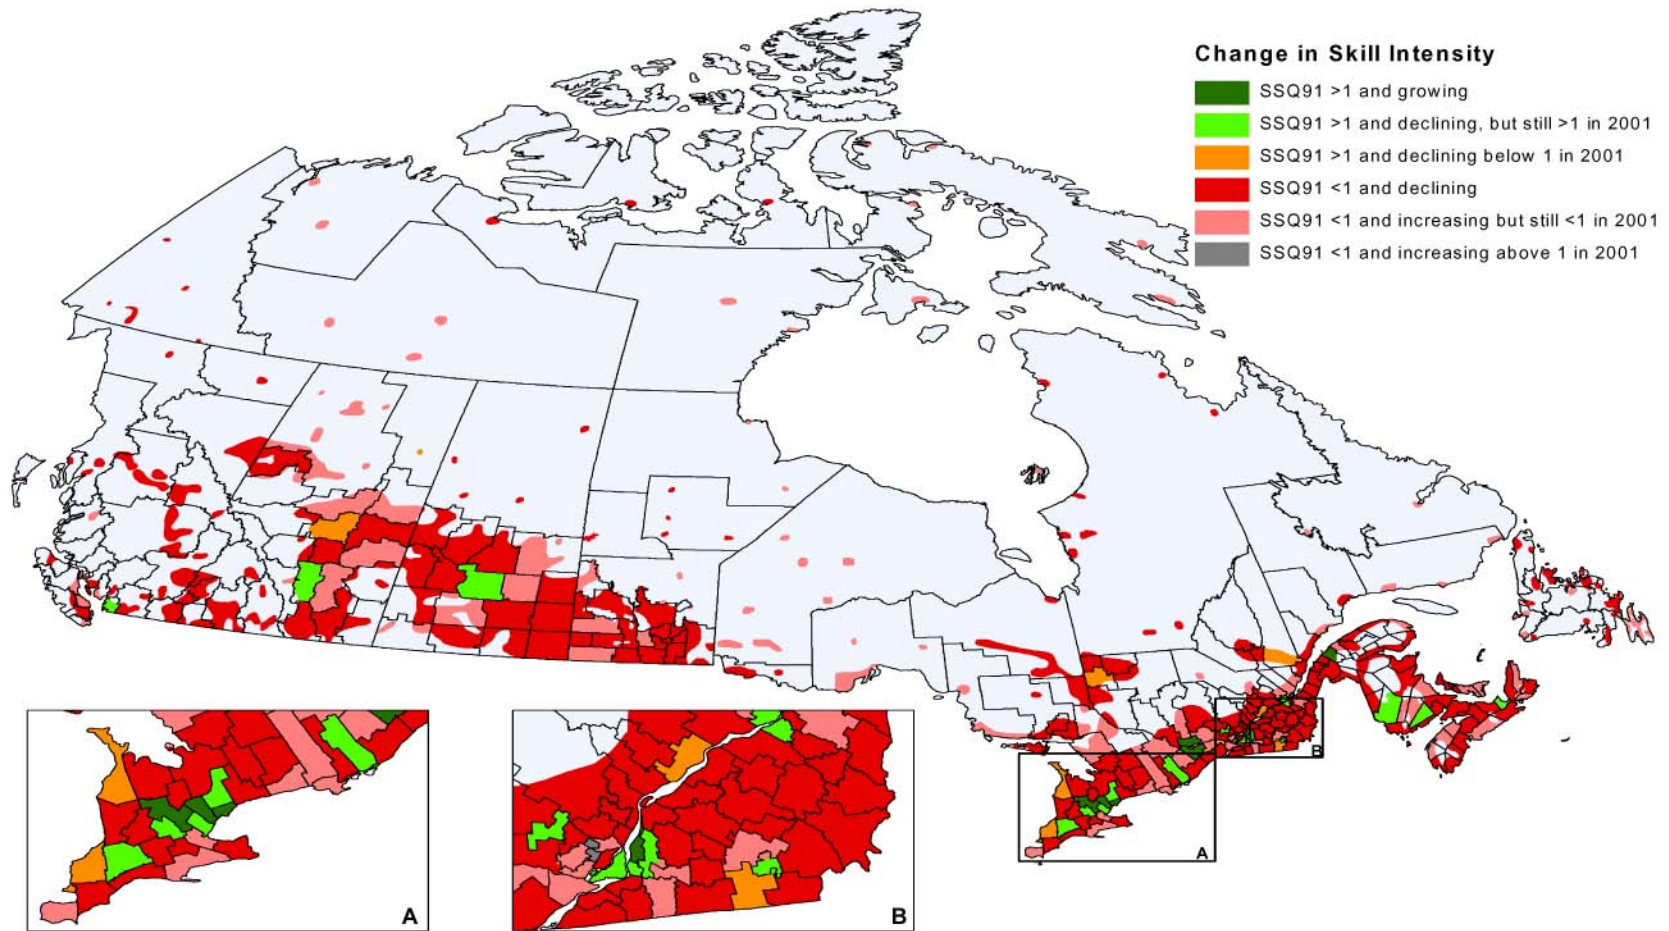 Change in Skill Intensity
SSQ91 >1 and growing
SSQ91 >1 and declining, but still >1 in 2001
SSQ91 >1 and declining below 1 in 2001
SSQ91 <1 and declining
SSQ91 <1 and increasing but still <1 in 2001
SSQ91 <1 and increasing above 1 in 2001
B
A
A
B